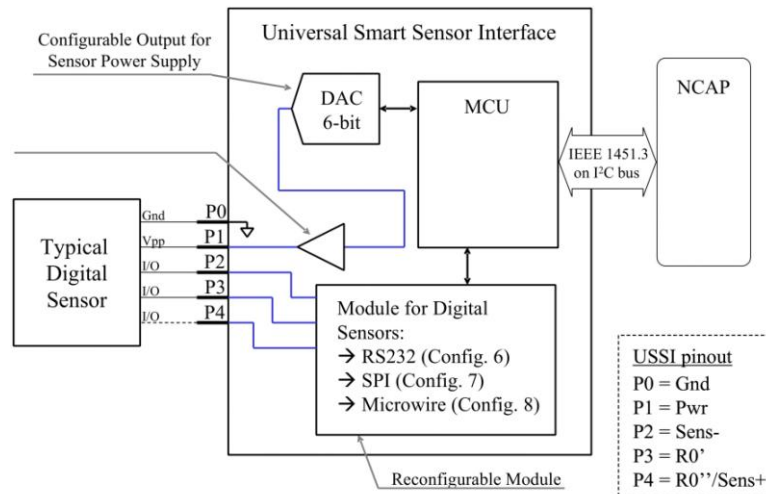 Configurable Output for
Sensor Power Supply
Universal Smart Sensor Interface
DAC
6-bit
MCU
NCAP
IEEE 1451.3
on I²C bus
Typical
Digital
Sensor
Gnd
Vpp
I/O
I/O
I/O
P0
P1
P2
P3
P4
Module for Digital
Sensors:
→ RS232 (Config. 6)
→ SPI (Config. 7)
→ Microwire (Config. 8)
Reconfigurable Module
USSI pinout
P0 = Gnd
P1 = Pwr
P2 = Sens-
P3 = R0’
P4 = R0’’/Sens+